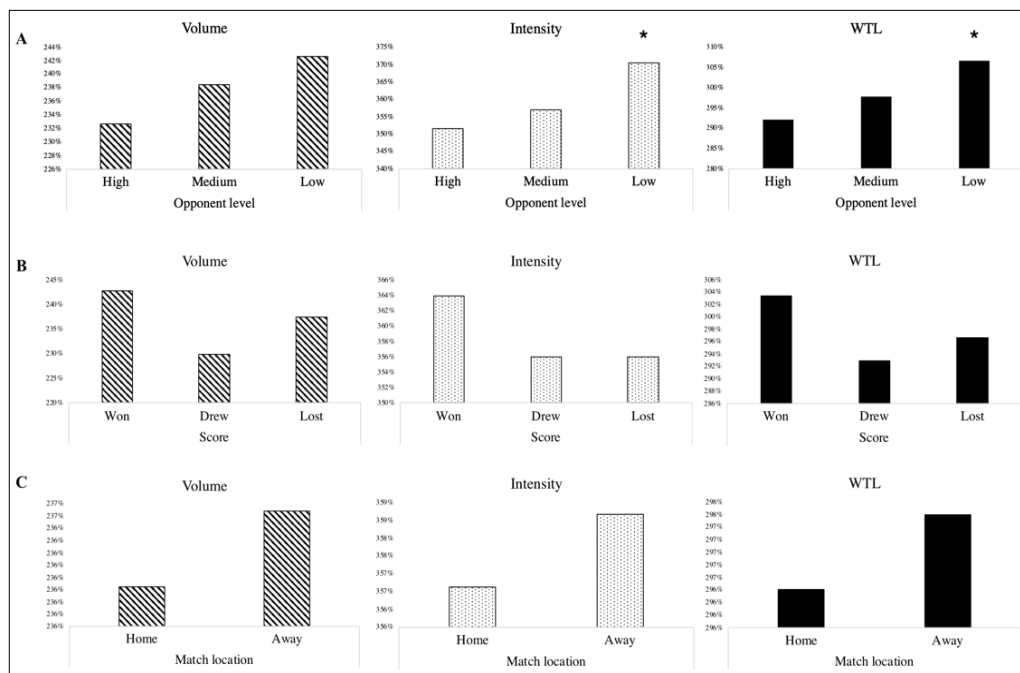 A
Volume
244%
242%
240%
238%
236%
234%
232%
230%
228%
226%
High Medium Low
Opponent level
Intensity
*
375%
370%
365%
360%
355%
350%
345%
340%
High Medium Low
Opponent level
WTL
*
310%
305%
300%
295%
290%
285%
280%
High Medium Low
Opponent level
B
Volume
245%
240%
235%
230%
225%
220%
Won Drew Lost
Score
Intensity
366%
364%
362%
360%
358%
356%
354%
352%
350%
Won Drew Lost
Score
WTL
306%
304%
302%
300%
298%
296%
294%
292%
290%
288%
286%
Won Drew Lost
Score
C
Volume
237%
237%
236%
236%
236%
236%
236%
236%
236%
236%
236%
Home Away
Match location
Intensity
359%
359%
358%
358%
357%
357%
356%
356%
Home Away
Match location
WTL
298%
298%
297%
297%
297%
297%
297%
296%
296%
296%
296%
Home Away
Match location